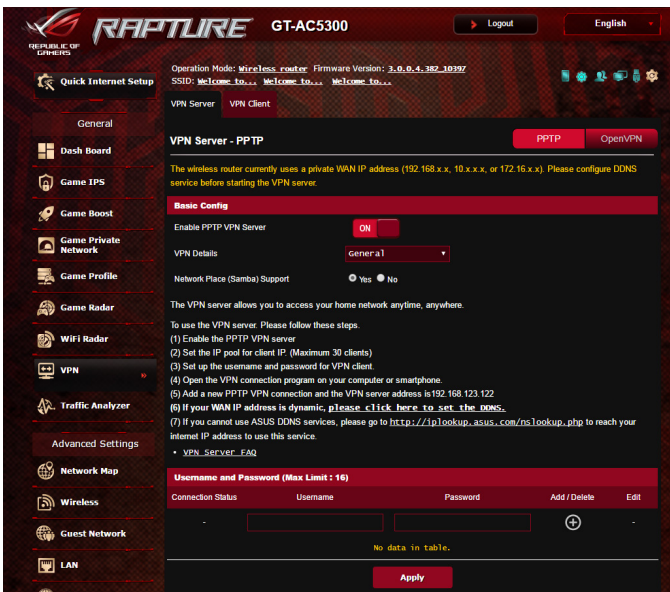 REPUBLIC OF
GAMERS
RAPTURE
GT-AC5300
Logout
English
Quick Internet Setup
Operation Mode: Wireless router Firmware Version: 3.0.0.4.382_10397
SSID: Welcome to... Welcome to... Welcome to...
VPN Server VPN Client
General
Dash Board
Game IPS
Game Boost
Game Private
Network
Game Profile
Game Radar
WiFi Radar
VPN
Traffic Analyzer
Advanced Settings
Network Map
Wireless
Guest Network
LAN
VPN Server - PPTP
PPTP OpenVPN
The wireless router currently uses a private WAN IP address (192.168.x.x, 10.x.x.x, or 172.16.x.x). Please configure DDNS
service before starting the VPN server.
Basic Config
Enable PPTP VPN Server ON
VPN Details General
Network Place (Samba) Support Yes No
The VPN server allows you to access your home network anytime, anywhere.
To use the VPN server. Please follow these steps.
(1) Enable the PPTP VPN server
(2) Set the IP pool for client IP. (Maximum 30 clients)
(3) Set up the username and password for VPN client.
(4) Open the VPN connection program on your computer or smartphone.
(5) Add a new PPTP VPN connection and the VPN server address is192.168.123.122
(6) If your WAN IP address is dynamic, please click here to set the DDNS.
(7) If you cannot use ASUS DDNS services, please go to http://iplookup.asus.com/nslookup.php to reach your
internet IP address to use this service.
• VPN Server FAQ
Username and Password (Max Limit : 16)
Connection Status Username Password Add / Delete Edit
- -
No data in table.
Apply